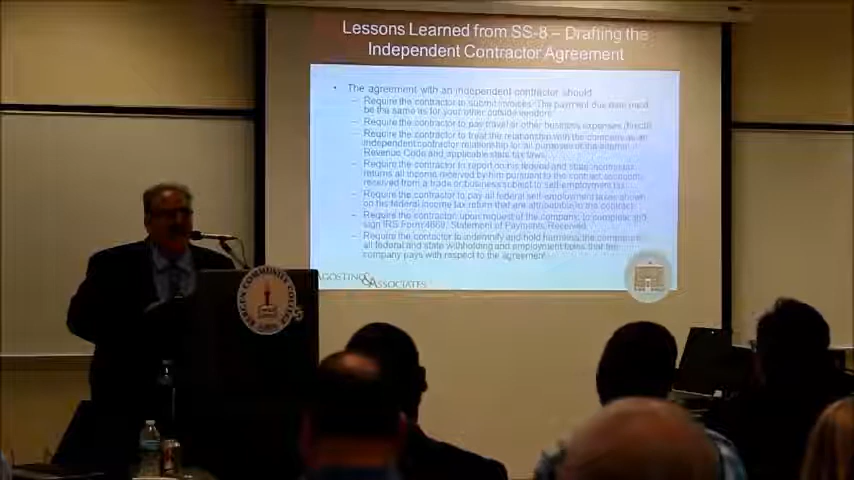 Lessons Learned from SS-8 – Drafting the
Independent Contractor Agreement
• The agreement with an independent contractor should
– Require the contractor to submit invoices. The payment due date must
be the same as for your other outside vendors.
– Require the contractor to pay travel or other business expenses directly
– Require the contractor to treat the relationship with the company as an
independent contractor relationship for all purposes of the Internal
Revenue Code and applicable state tax laws.
– Require the contractor to report on his federal and state income tax
returns all income received by him pursuant to the contract as amounts
received from a trade or business subject to self-employment tax.
– Require the contractor to pay all federal self-employment taxes shown
on his federal income tax return that are attributable to the contract.
– Require the contractor, upon request of the company, to complete and
sign IRS Form 4669, Statement of Payments Received.
– Require the contractor to indemnify and hold harmless the company
all federal and state withholding and employment taxes that the
company pays with respect to the agreement.
AGOSTINO & ASSOCIATES
BERGEN COMMUNITY COLLEGE